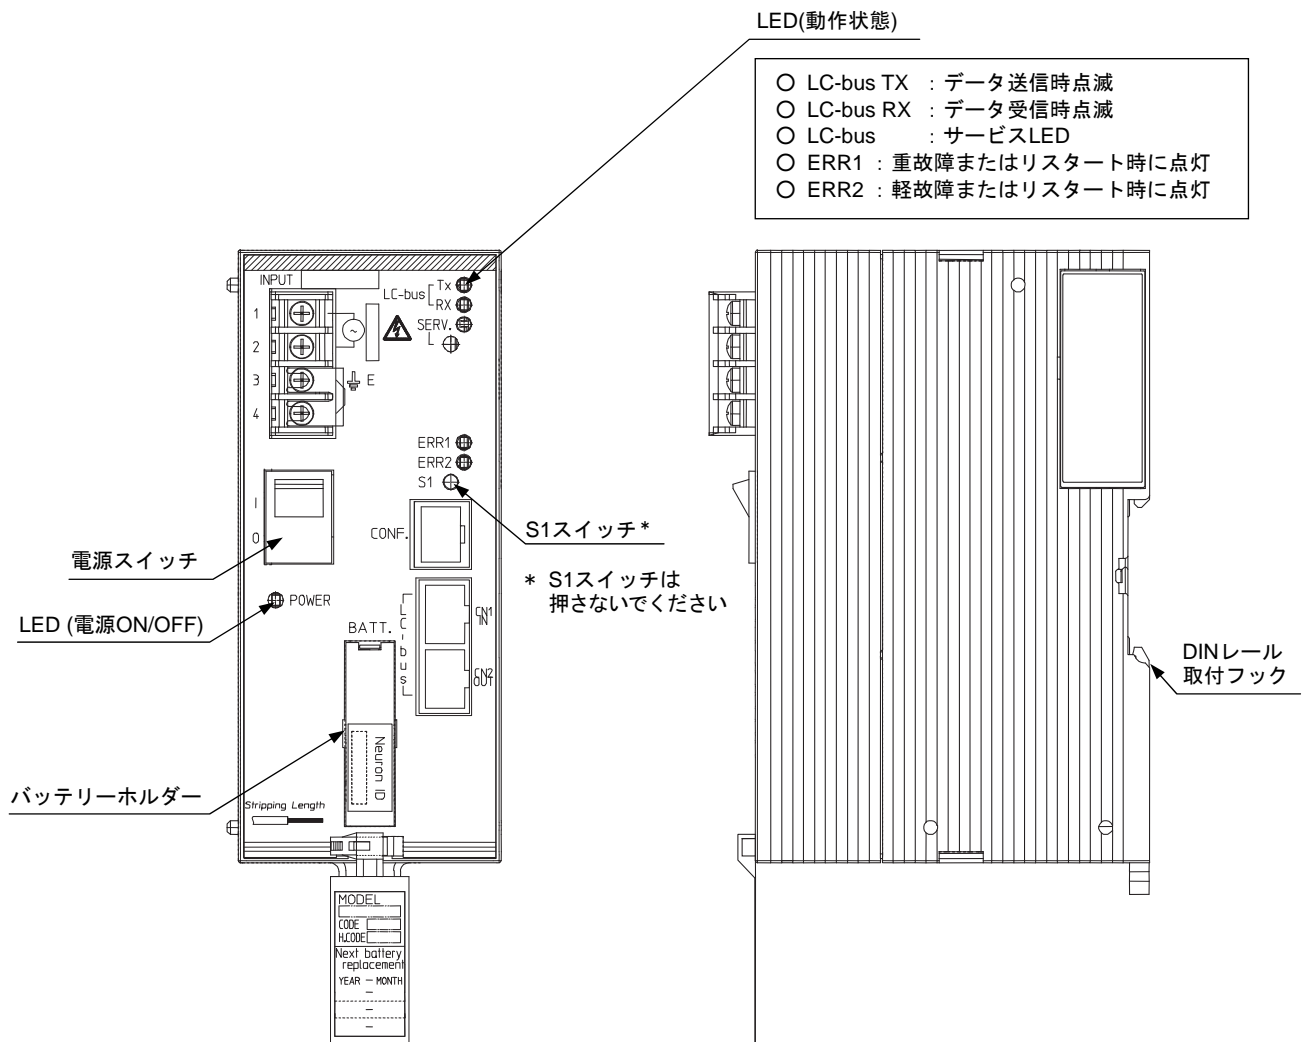 LED(動作状態)
○ LC-bus TX : データ送信時点滅
○ LC-bus RX : データ受信時点滅
○ LC-bus : サービスLED
○ ERR1 : 重故障またはリスタート時に点灯
○ ERR2 : 軽故障またはリスタート時に点灯
INPUT
1
2
3
4
~
E
LC-bus
Tx
RX
SERV.
L
ERR1
ERR2
S1
I
O
CONF.
POWER
BATT.
LC-bus
CN1
IN
CN2
OUT
Neuron ID
Stripping Length
MODEL
CODE
H.CODE
Next battery
replacement
YEAR - MONTH
-
-
-
電源スイッチ
LED (電源ON/OFF)
バッテリーホルダー
S1スイッチ*
* S1スイッチは
押さないでください
DINレール
取付フック